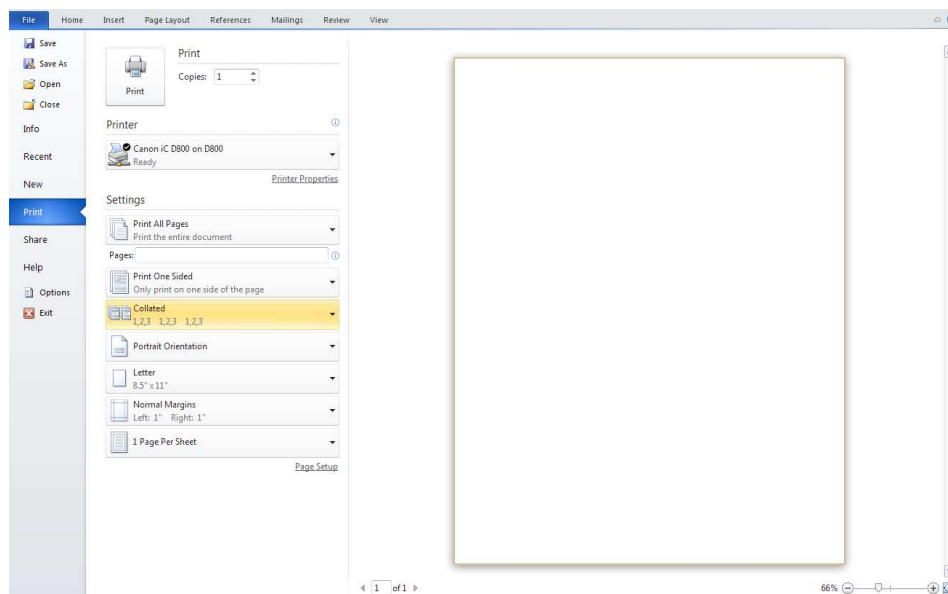 File Home Insert Page Layout References Mailings Review View
Save
Save As
Open
Close
Info
Recent
New
Print
Share
Help
Options
Exit
Print
Print
Copies: 1
Printer
Canon iC D800 on D800
Ready
Printer Properties
Settings
Print All Pages
Print the entire document
Pages:
Print One Sided
Only print on one side of the page
Collated
1,2,3 1,2,3 1,2,3
Portrait Orientation
Letter
8.5" x 11"
Normal Margins
Left: 1" Right: 1"
1 Page Per Sheet
Page Setup
1 of 1
66%